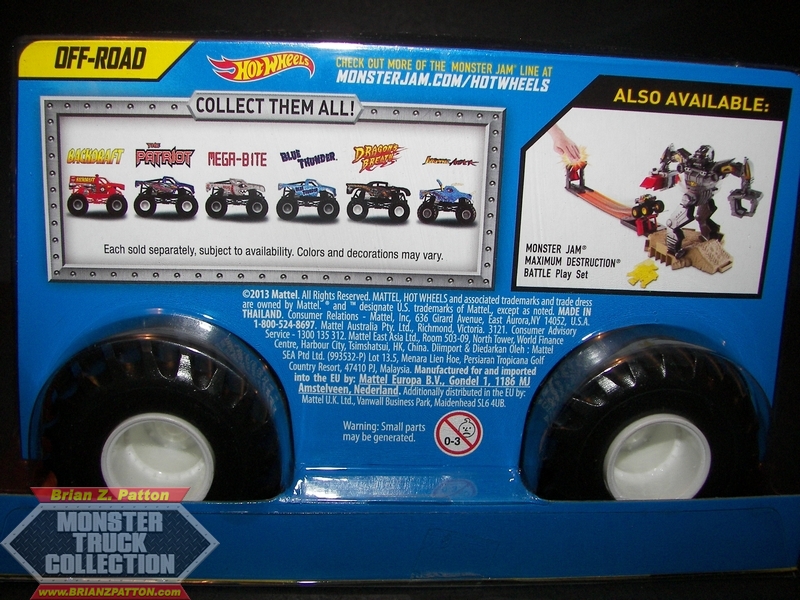 OFF-ROAD
HOT WHEELS
CHECK OUT MORE OF THE MONSTER JAM® LINE AT
MONSTERJAM.COM/HOTWHEELS
COLLECT THEM ALL!
BACKDRAFT
THE PATRIOT
MEGA-BITE
BLUE THUNDER
DRAGON'S BREATH
JURASSIC ATTACK
Each sold separately, subject to availability. Colors and decorations may vary.
ALSO AVAILABLE:
MONSTER JAM®
MAXIMUM DESTRUCTION®
BATTLE Play Set
©2013 Mattel. All Rights Reserved. MATTEL, HOT WHEELS and associated trademarks and trade dress
are owned by Mattel. ® and ™ designate U.S. trademarks of Mattel, except as noted. MADE IN
THAILAND. Consumer Relations - Mattel, Inc, 636 Girard Avenue, East Aurora, NY 14052, U.S.A.
1-800-524-8697. Mattel Australia Pty. Ltd., Richmond, Victoria. 3121. Consumer Advisory
Service - 1300 135 312. Mattel East Asia Ltd., Room 503-09, North Tower, World Finance
Centre, Harbour City, Tsimshatsui, HK, China. Diimport & Diedarkan Oleh : Mattel
SEA Ptd Ltd. (993532-P) Lot 13.5, Menara Lien Hoe, Persiaran Tropicana Golf
Country Resort, 47410 PJ, Malaysia. Manufactured for and imported
into the EU by: Mattel Europa B.V., Gondel 1, 1186 MJ
Amstelveen, Nederland. Additionally distributed in the EU by:
Mattel U.K. Ltd., Vanwall Business Park, Maidenhead SL6 4UB.
Warning: Small parts
may be generated.
0-3
Brian Z. Patton
MONSTER
TRUCK
COLLECTION
www.BRIANZPATTON.com